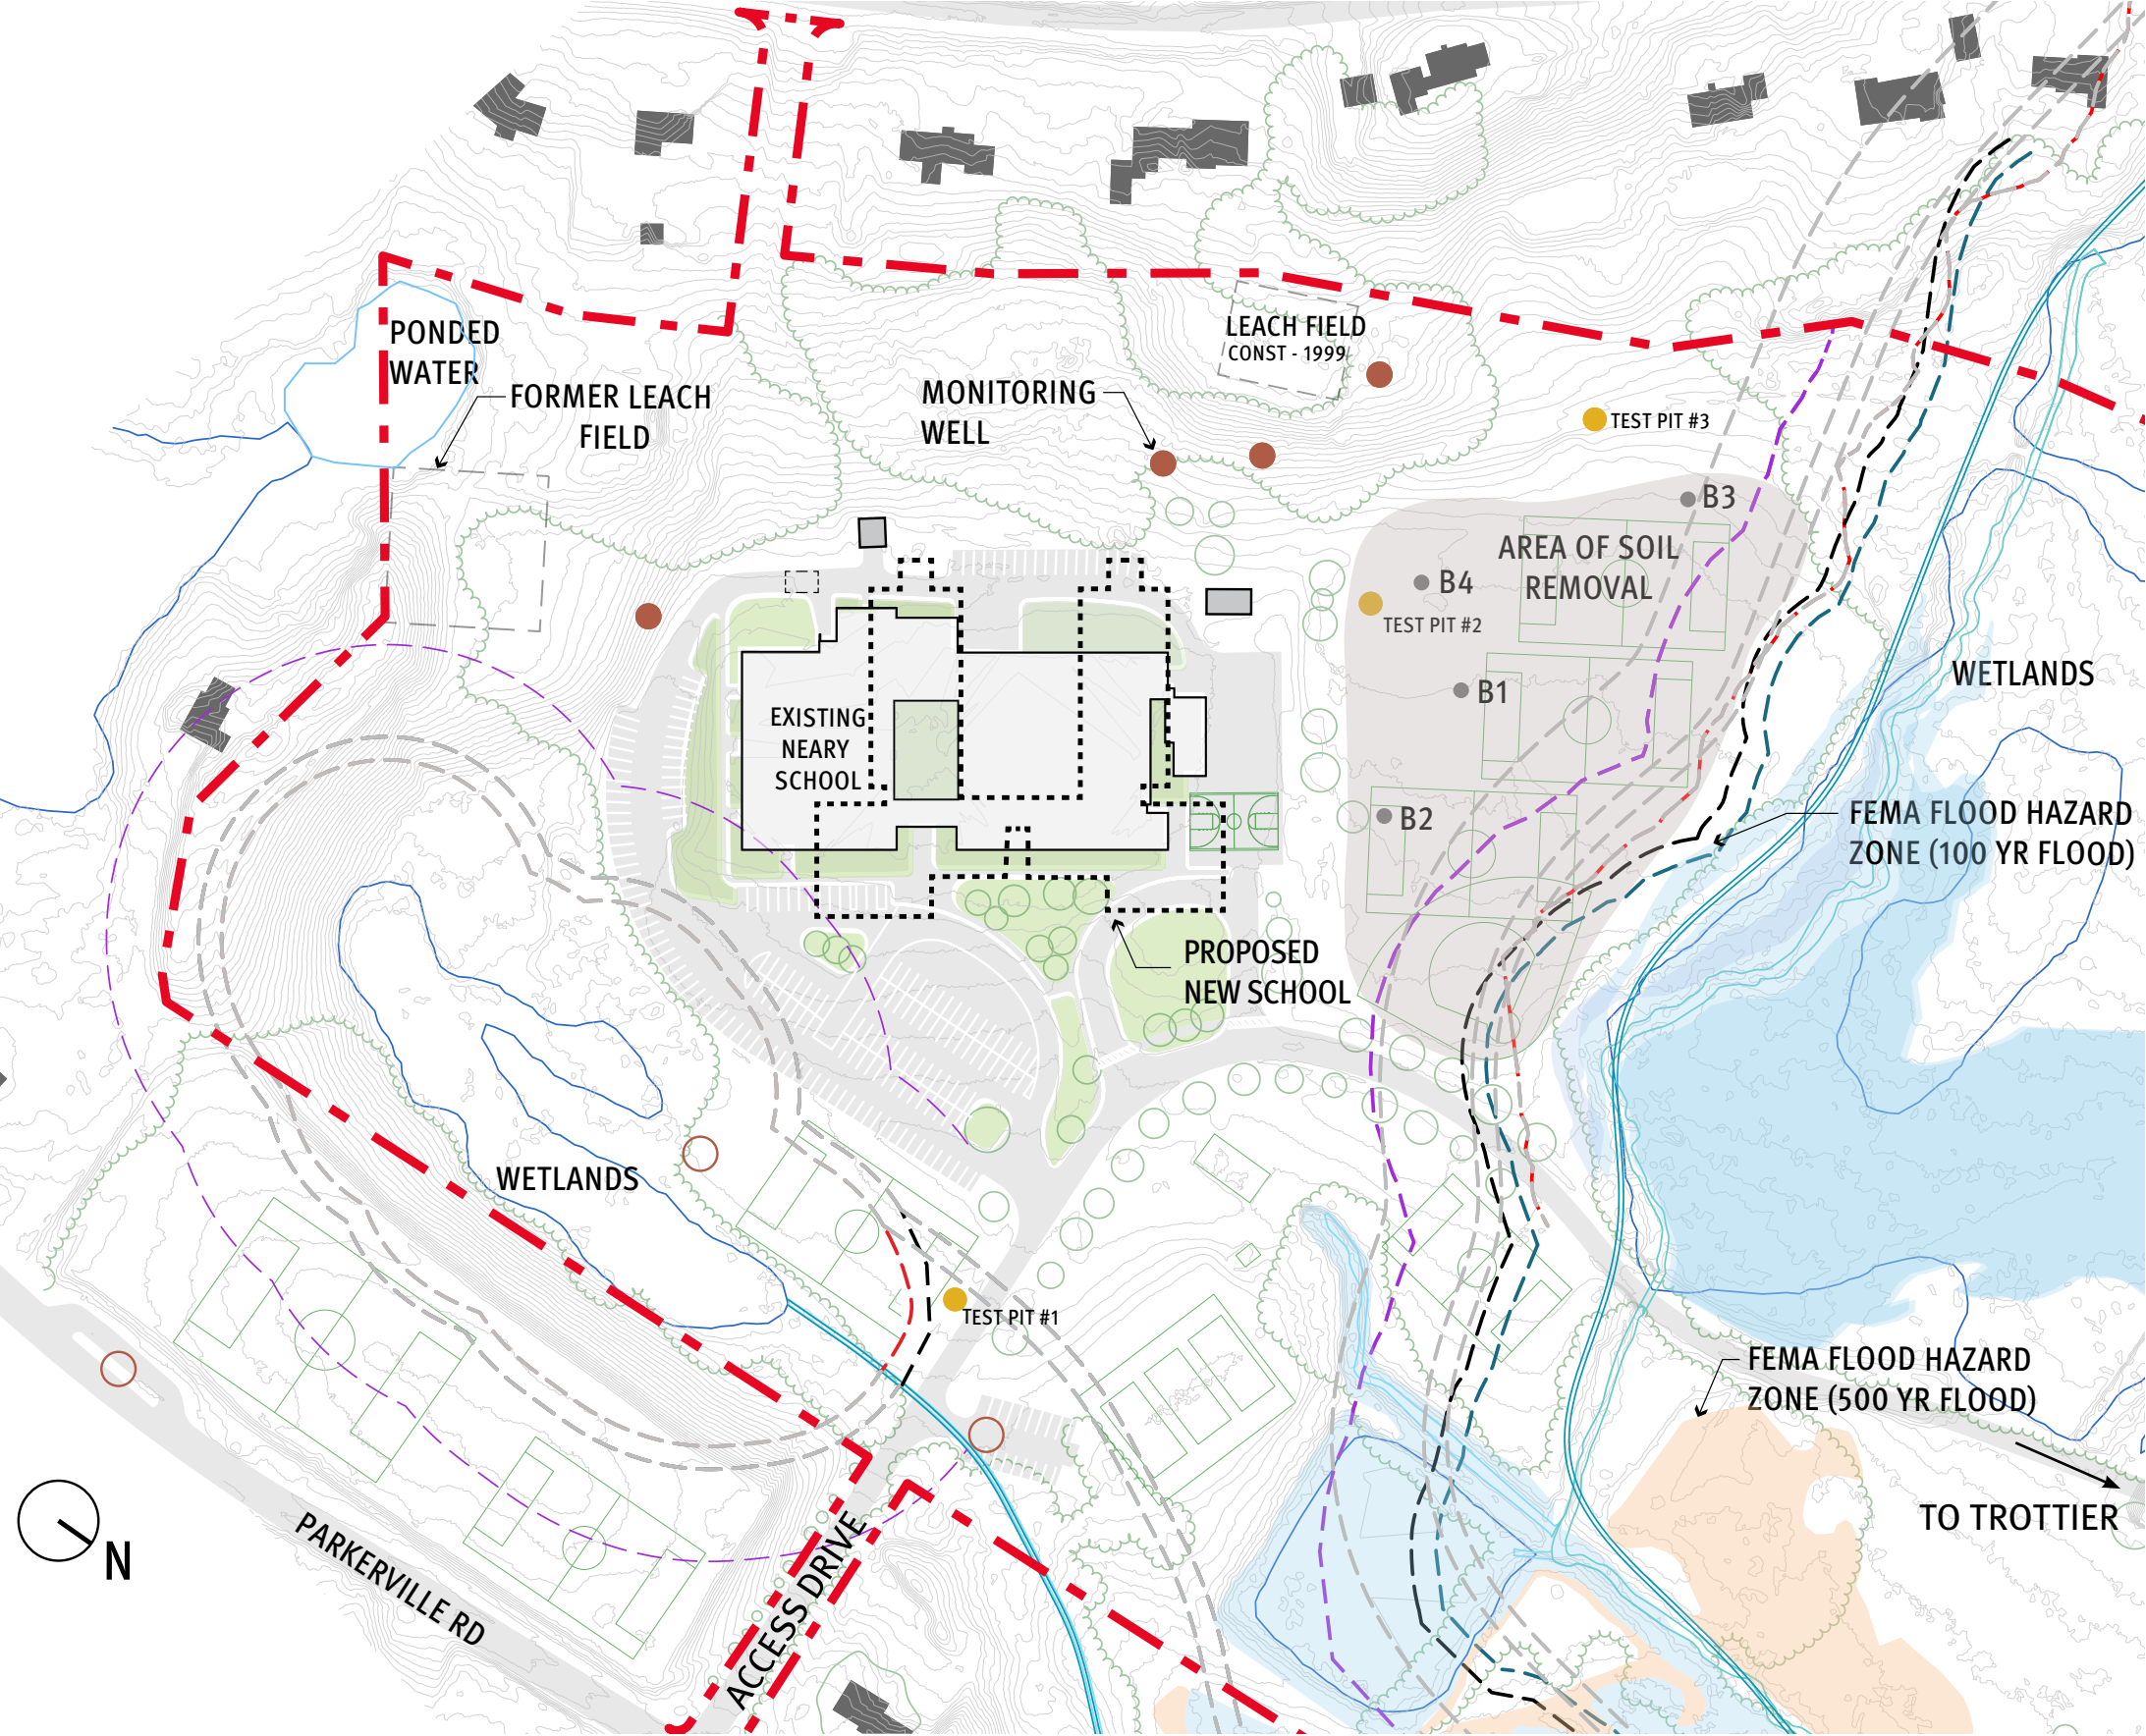 PONDED
WATER
FORMER LEACH
FIELD
MONITORING
WELL
LEACH FIELD
CONST - 1999
TEST PIT #3
B3
AREA OF SOIL
REMOVAL
B4
TEST PIT #2
B1
B2
WETLANDS
EXISTING
NEARY
SCHOOL
FEMA FLOOD HAZARD
ZONE (100 YR FLOOD)
PROPOSED
NEW SCHOOL
WETLANDS
TEST PIT #1
FEMA FLOOD HAZARD
ZONE (500 YR FLOOD)
TO TROTTIER
N
PARKERVILLE RD
ACCESS DRIVE